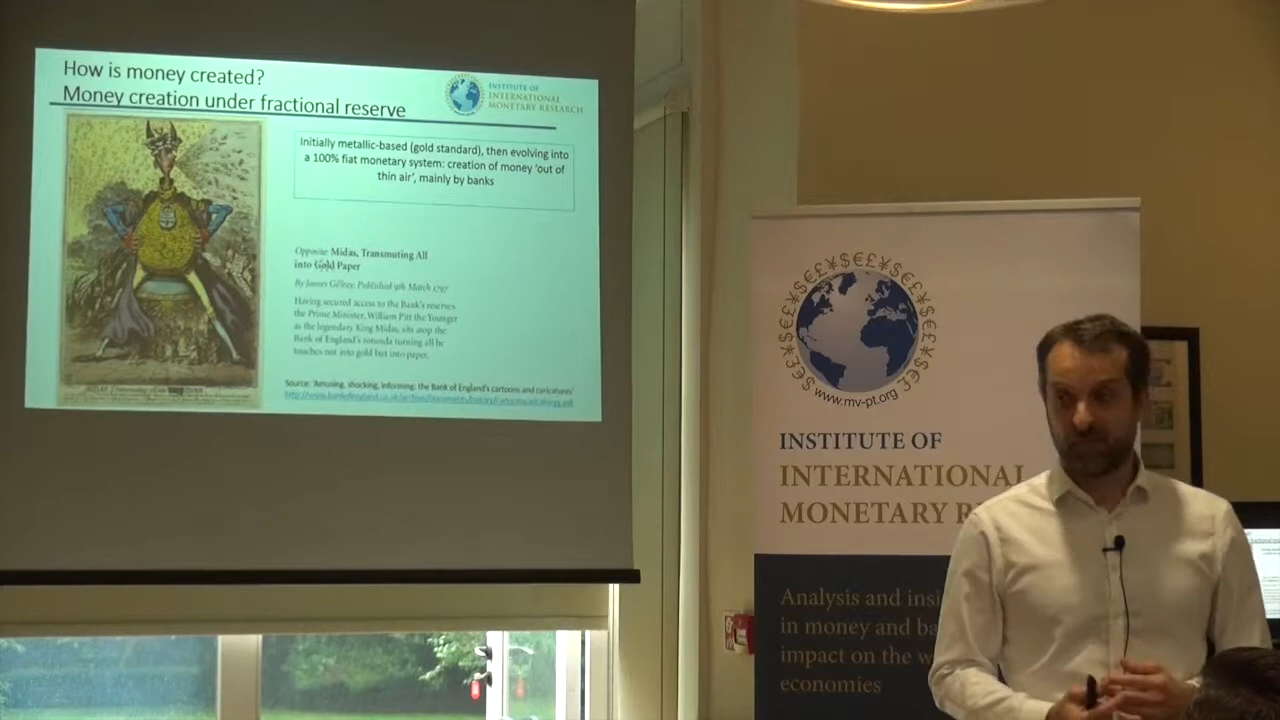 How is money created?
Money creation under fractional reserve
INSTITUTE OF
INTERNATIONAL
MONETARY RESEARCH
Initially metallic-based (gold standard), then evolving into
a 100% fiat monetary system: creation of money 'out of
thin air', mainly by banks
Opposite: Midas, Transmuting All
into Gold Paper
By James Gillray. Published 9th March 1797
Having secured access to the Bank's reserves
the Prime Minister, William Pitt the Younger
as the legendary King Midas, sits atop the
Bank of England's rotunda turning all he
touches not into gold but into paper.
Source: 'Amusing, shocking, informing: the Bank of England's cartoons and caricatures'
$€£¥$€£¥$€£¥$€£¥
www.mv-pt.org
INSTITUTE OF
INTERNATIONAL
MONETARY R
Analysis and insi
in money and ba
impact on the w
economies